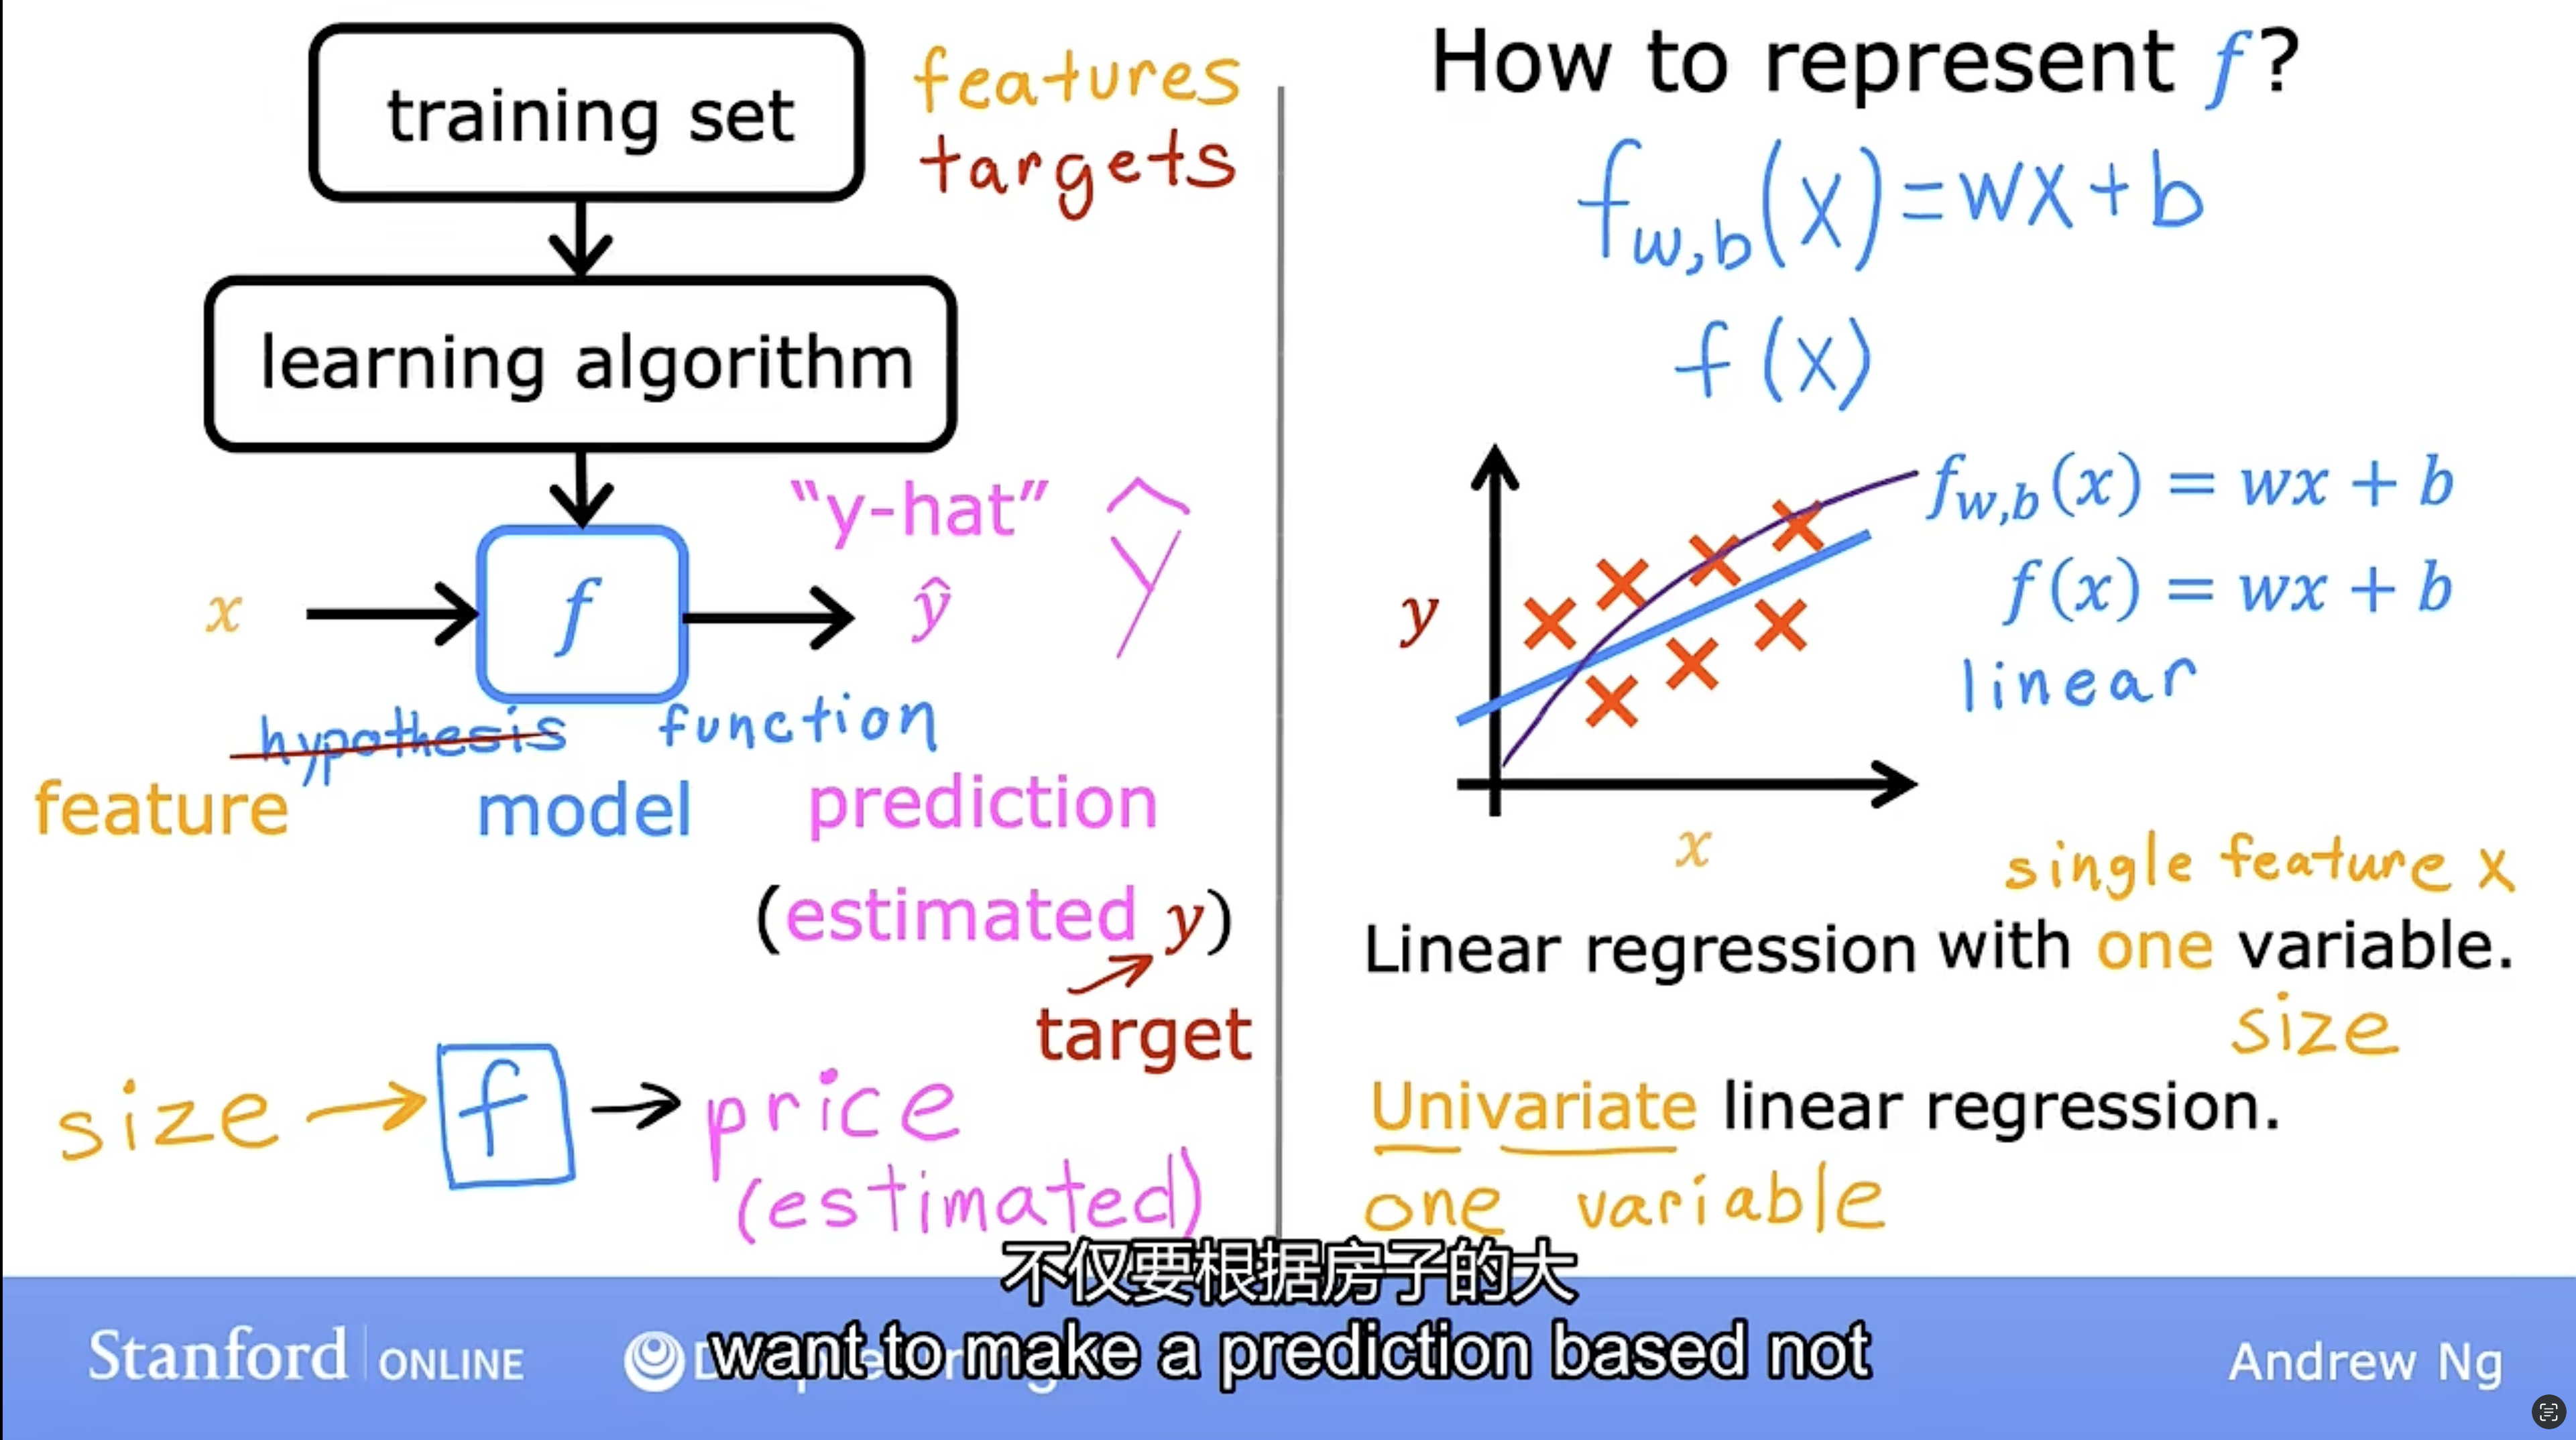 training set
features
targets
learning algorithm
"y-hat"
ŷ
x
f
ŷ
hypothesis
function
feature
model
prediction
(estimated y)
target
size → f → price
(estimated)
How to represent f?
f_{w,b}(x) = wx + b
f(x)
f_{w,b}(x) = wx + b
f(x) = wx + b
linear
y
x
single feature x
Linear regression with one variable.
size
Univariate linear regression.
one variable
不仅要根据房子的大
want to make a prediction based not
Stanford ONLINE
Andrew Ng